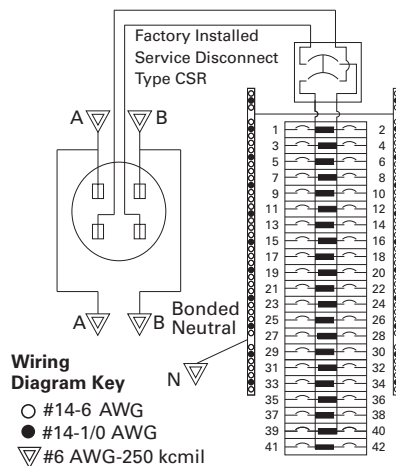 Factory Installed
Service Disconnect
Type CSR
A B
1 2
3 4
5 6
7 8
9 10
11 12
13 14
15 16
17 18
19 20
21 22
23 24
25 26
27 28
29 30
31 32
33 34
35 36
37 38
39 40
41 42
A B
Bonded
Neutral
N
Wiring
Diagram Key
#14-6 AWG
#14-1/0 AWG
#6 AWG-250 kcmil